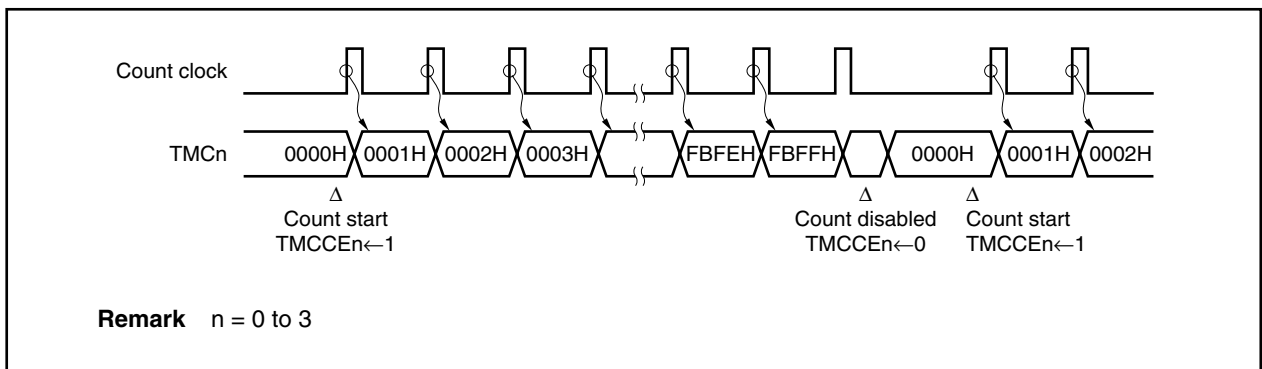 Count clock
TMCn 0000H 0001H 0002H 0003H FBFEH FBFFH 0000H 0001H 0002H
Δ Δ Δ
Count start Count disabled Count start
TMCCEn←1 TMCCEn←0 TMCCEn←1
Remark n = 0 to 3